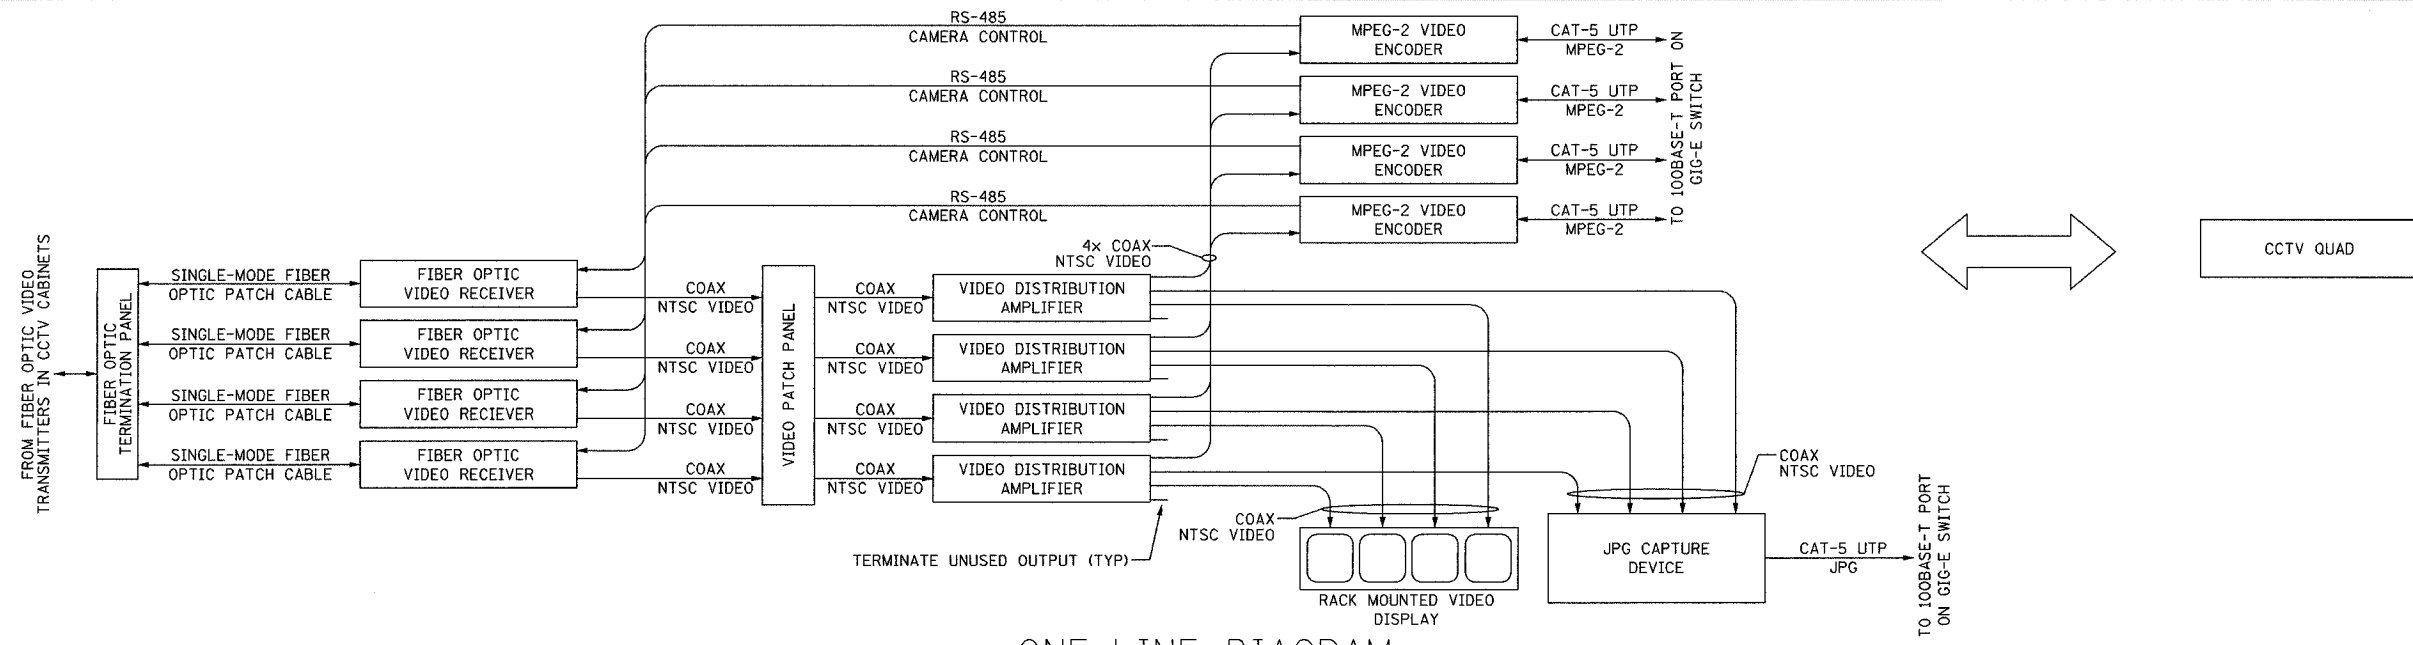 RS-485
CAMERA CONTROL
RS-485
CAMERA CONTROL
RS-485
CAMERA CONTROL
RS-485
CAMERA CONTROL
MPEG-2 VIDEO
ENCODER
MPEG-2 VIDEO
ENCODER
MPEG-2 VIDEO
ENCODER
MPEG-2 VIDEO
ENCODER
CAT-5 UTP
MPEG-2
CAT-5 UTP
MPEG-2
CAT-5 UTP
MPEG-2
CAT-5 UTP
MPEG-2
TO 100BASE-T PORT ON
GIG-E SWITCH
CCTV QUAD
FROM FIBER OPTIC VIDEO
TRANSMITTERS IN CCTV CABINETS
FIBER OPTIC
TERMINATION PANEL
SINGLE-MODE FIBER
OPTIC PATCH CABLE
SINGLE-MODE FIBER
OPTIC PATCH CABLE
SINGLE-MODE FIBER
OPTIC PATCH CABLE
SINGLE-MODE FIBER
OPTIC PATCH CABLE
FIBER OPTIC
VIDEO RECEIVER
FIBER OPTIC
VIDEO RECEIVER
FIBER OPTIC
VIDEO RECIEVER
FIBER OPTIC
VIDEO RECEIVER
COAX
NTSC VIDEO
COAX
NTSC VIDEO
COAX
NTSC VIDEO
COAX
NTSC VIDEO
VIDEO PATCH PANEL
COAX
NTSC VIDEO
COAX
NTSC VIDEO
COAX
NTSC VIDEO
COAX
NTSC VIDEO
4x COAX
NTSC VIDEO
VIDEO DISTRIBUTION
AMPLIFIER
VIDEO DISTRIBUTION
AMPLIFIER
VIDEO DISTRIBUTION
AMPLIFIER
VIDEO DISTRIBUTION
AMPLIFIER
TERMINATE UNUSED OUTPUT (TYP)
COAX
NTSC VIDEO
RACK MOUNTED VIDEO
DISPLAY
COAX
NTSC VIDEO
JPG CAPTURE
DEVICE
CAT-5 UTP
JPG
TO 100BASE-T PORT
ON GIG-E SWITCH
ONE LINE DIAGRAM